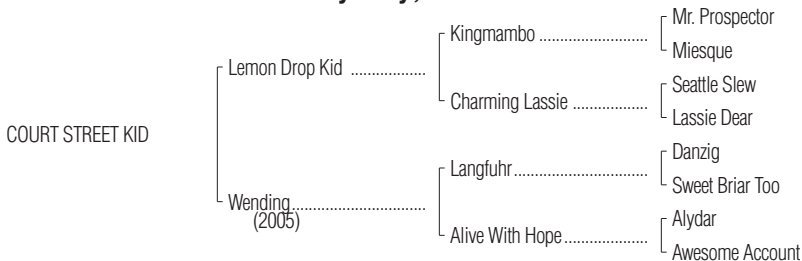 Mr. Prospector
Kingmambo ..........................
Miesque
Lemon Drop Kid ..................
Seattle Slew
Charming Lassie ..................
Lassie Dear
COURT STREET KID
Danzig
Langfuhr................................
Sweet Briar Too
Wending................................
(2005)
Alydar
Alive With Hope....................
Awesome Account